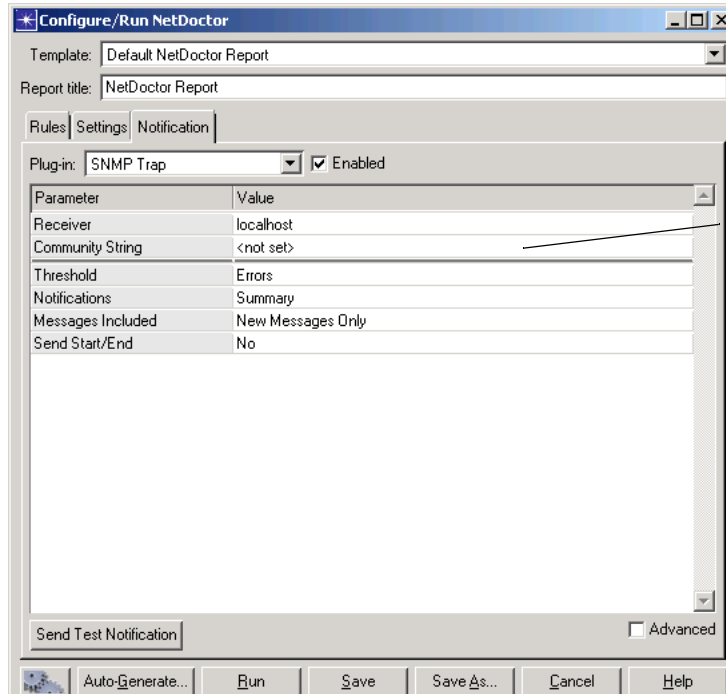 Configure/Run NetDoctor
Template: Default NetDoctor Report
Report title: NetDoctor Report
Rules Settings Notification
Plug-in: SNMP Trap Enabled
Parameter Value
Receiver localhost
Community String <not set>
Threshold Errors
Notifications Summary
Messages Included New Messages Only
Send Start/End No
Send Test Notification Advanced
Auto-Generate... Run Save Save As... Cancel Help